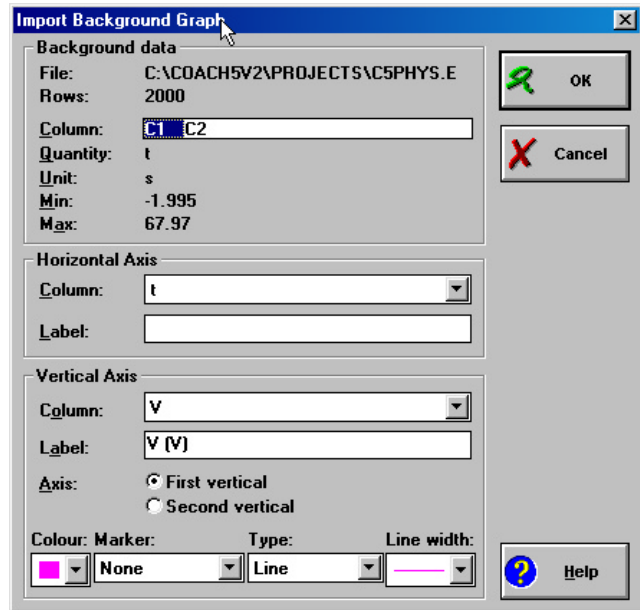 Import Background Graph
Background data
File: C:\COACH5V2\PROJECTS\C5PHYS.E
Rows: 2000
Column: C1 C2
Quantity: t
Unit: s
Min: -1.995
Max: 67.97
OK
Cancel
Horizontal Axis
Column: t
Label:
Vertical Axis
Column: V
Label: V (V)
Axis: First vertical
Second vertical
Colour: Marker: Type: Line width:
None Line
Help